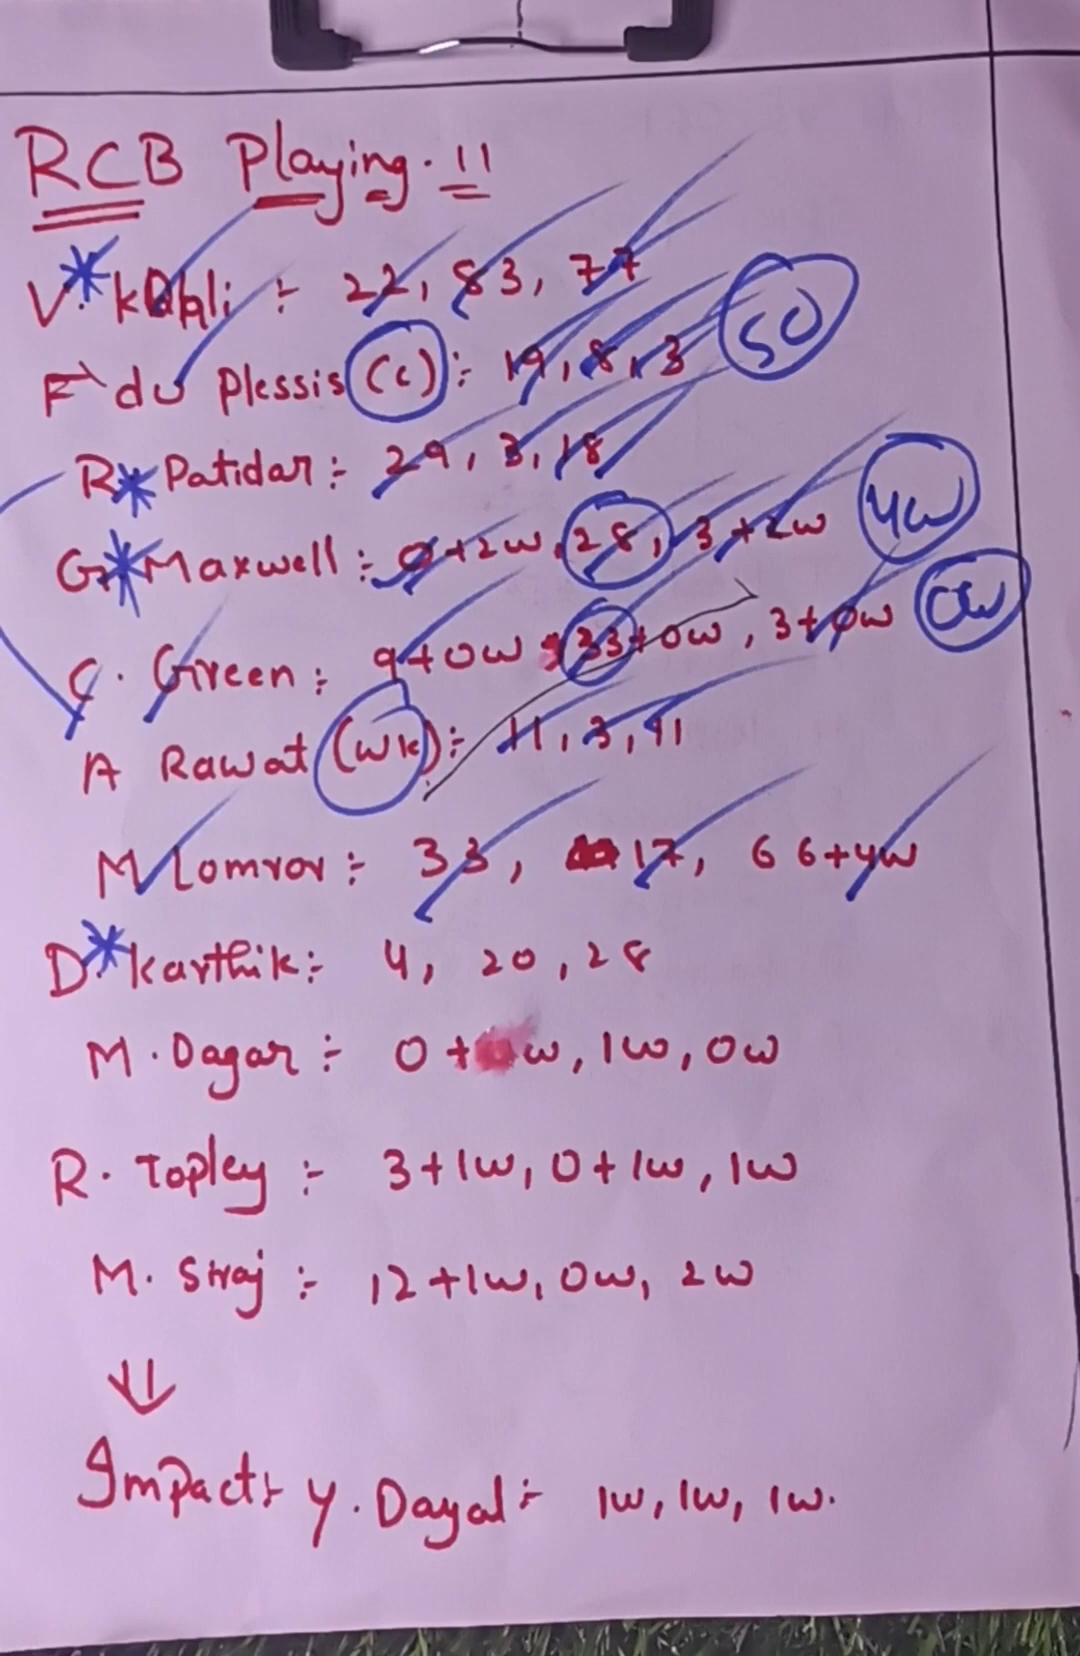 RCB Playing. 11
V.* Kohli :- 22, 83, 77
F du Plessis (c) :- 19, 8, 3 50
R* Patidar :- 29, 3, 18
G* Maxwell :- 0+2w, 28, 3+2w 4w
C. Green : 9+0w, 33+0w, 3+0w 0w
A Rawat (wk) :- 11, 3, 11
M Lomror :- 33, 17, 66+4w
D.* Karthik :- 4, 20, 28
M. Dagar :- 0 + w, 1w, 0w
R. Topley :- 3+1w, 0+1w, 1w
M. Siraj :- 12+1w, 0w, 2w
Impact :- Y. Dayal :- 1w, 1w, 1w.